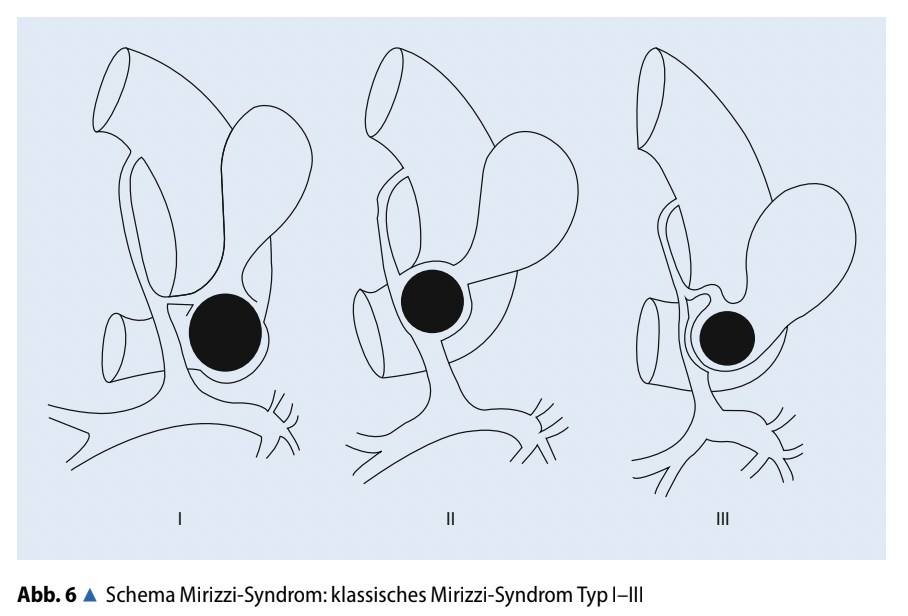 I
II
III
Abb. 6 ▲ Schema Mirizzi-Syndrom: klassisches Mirizzi-Syndrom Typ I–III